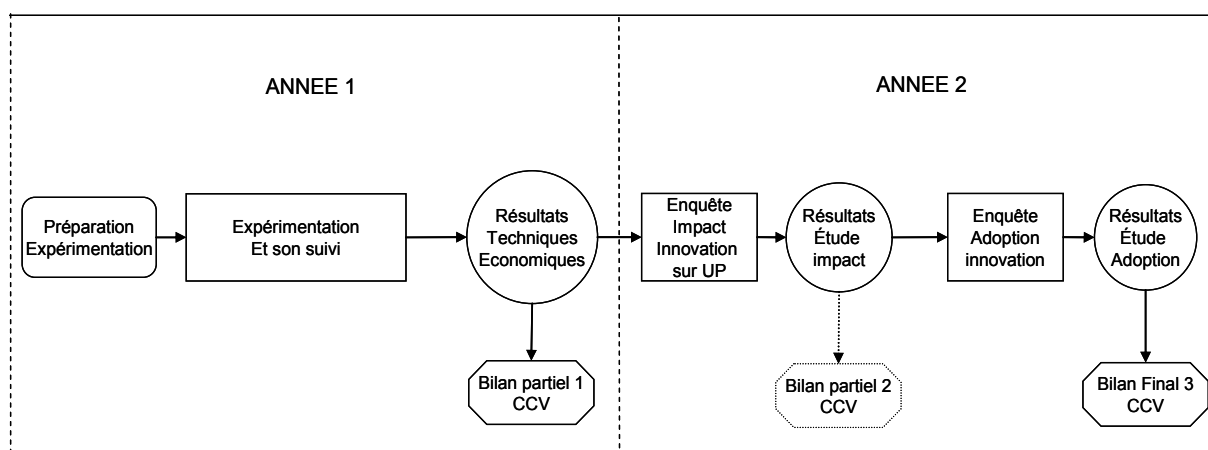 ANNEE 1
ANNEE 2
Préparation
Expérimentation
Expérimentation
Et son suivi
Résultats
Techniques
Economiques
Enquête
Impact
Innovation
sur UP
Résultats
Étude
impact
Enquête
Adoption
innovation
Résultats
Étude
Adoption
Bilan partiel 1
CCV
Bilan partiel 2
CCV
Bilan Final 3
CCV